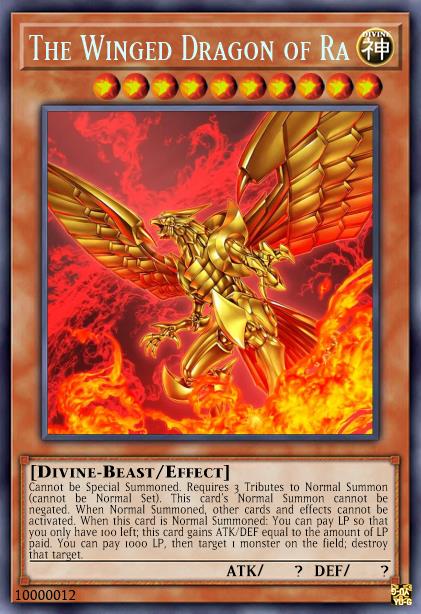 The Winged Dragon of Ra
DIVINE
神
[Divine-Beast/Effect]
Cannot be Special Summoned. Requires 3 Tributes to Normal Summon
(cannot be Normal Set). This card's Normal Summon cannot be
negated. When Normal Summoned, other cards and effects cannot be
activated. When this card is Normal Summoned: You can pay LP so that
you only have 100 left; this card gains ATK/DEF equal to the amount of LP
paid. You can pay 1000 LP, then target 1 monster on the field; destroy
that target.
ATK/ ? DEF/ ?
10000012